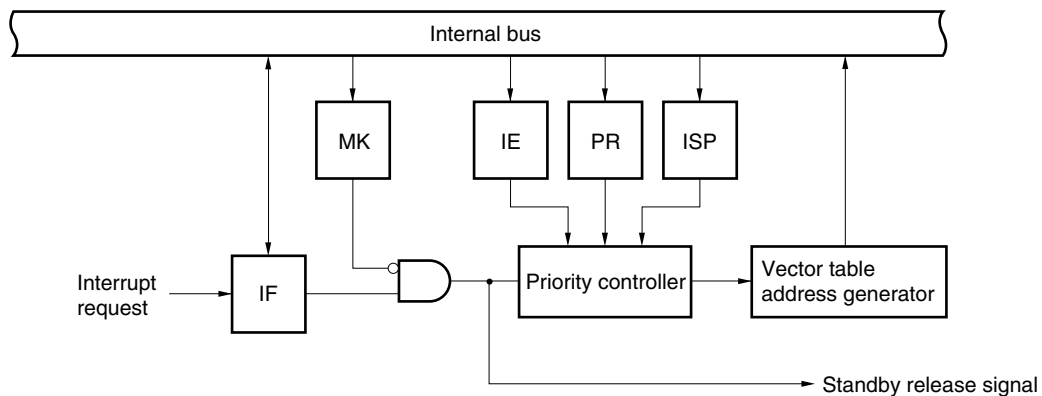 Internal bus
MK
IE
PR
ISP
Interrupt
request
IF
Priority controller
Vector table
address generator
Standby release signal